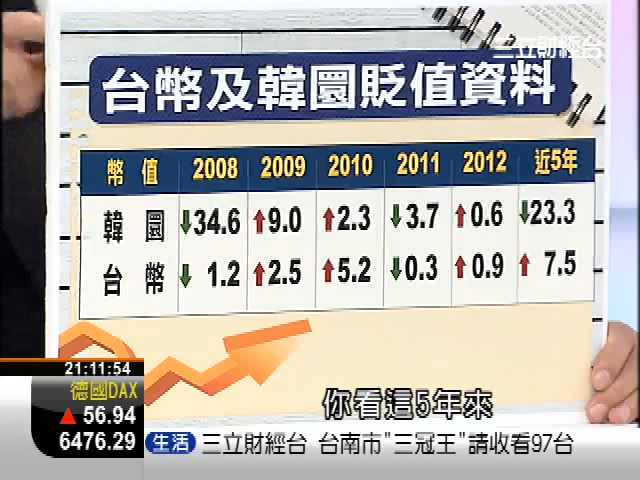 三立財經台
台幣及韓圜貶值資料
幣值 2008 2009 2010 2011 2012 近5年
韓圜 ↓34.6 ↑9.0 ↑2.3 ↓3.7 ↑0.6 ↓23.3
台幣 ↓1.2 ↑2.5 ↑5.2 ↓0.3 ↑0.9 ↑7.5
你看這5年來
21:11:54
德國DAX
▲ 56.94
6476.29
生活 三立財經台 台南市"三冠王"請收看97台